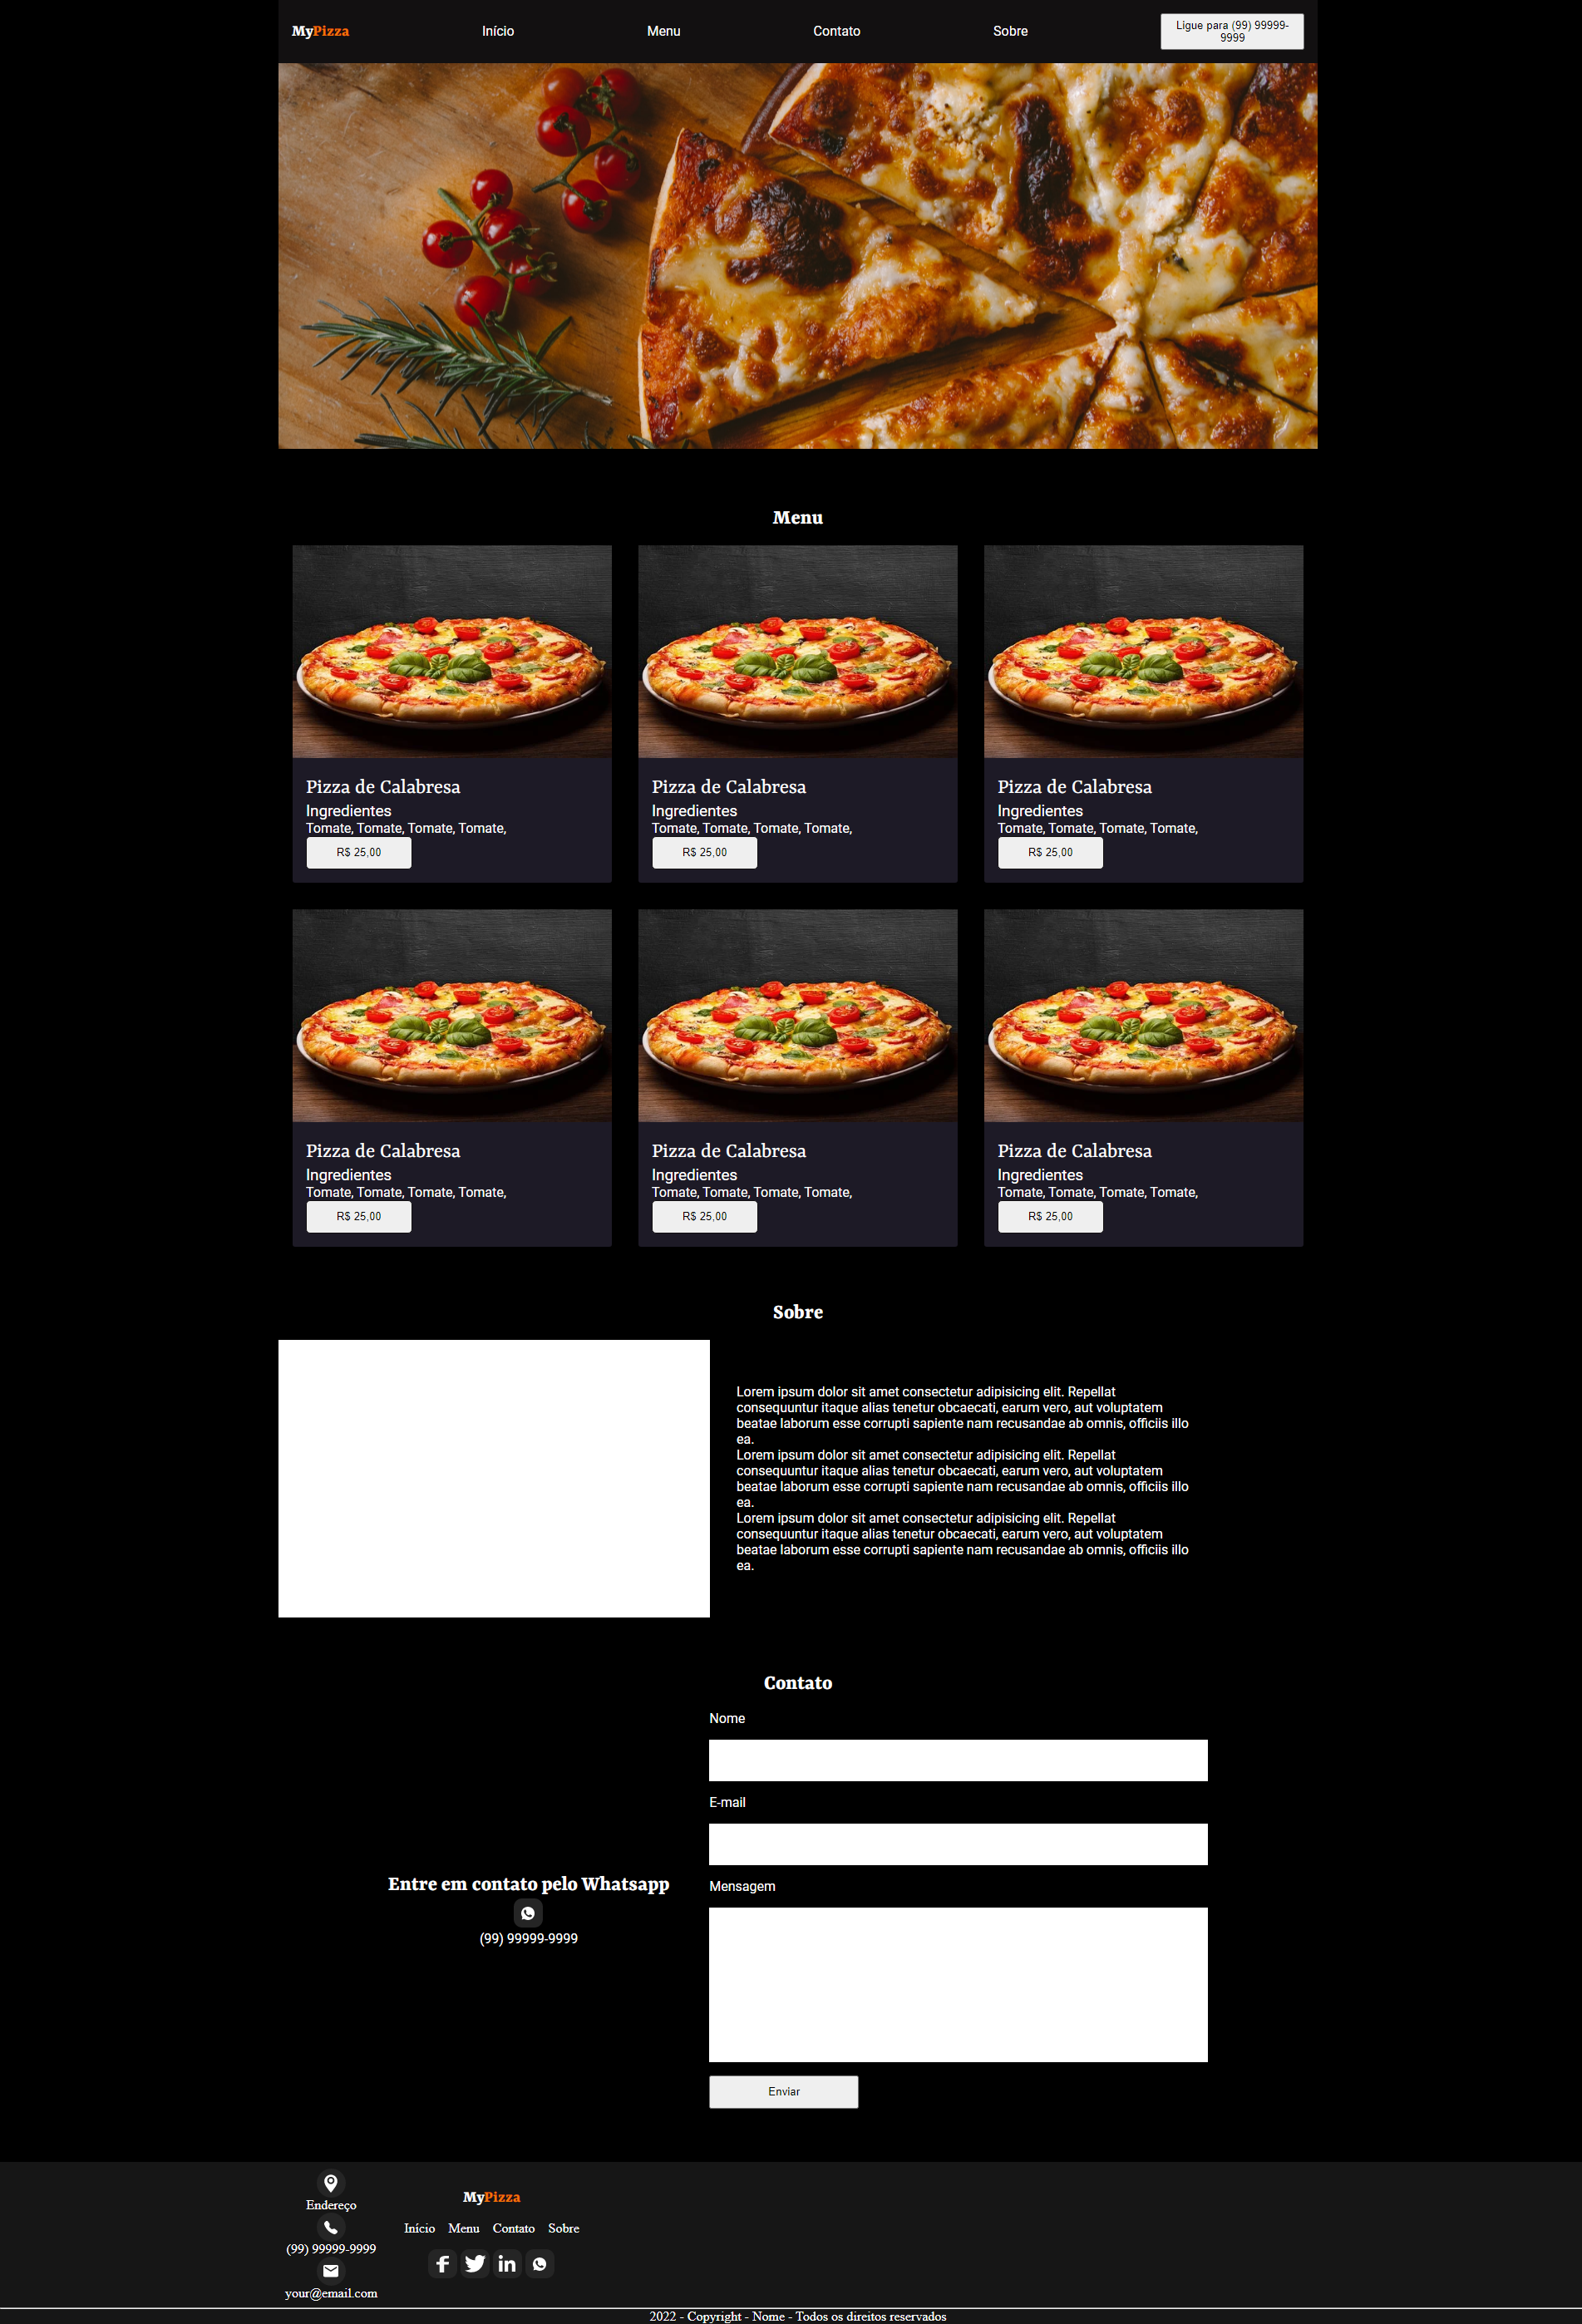 MyPizza
Início
Menu
Contato
Sobre
Ligue para (99) 99999-
9999
Menu
Pizza de Calabresa
Ingredientes
Tomate, Tomate, Tomate, Tomate,
R$ 25,00
Pizza de Calabresa
Ingredientes
Tomate, Tomate, Tomate, Tomate,
R$ 25,00
Pizza de Calabresa
Ingredientes
Tomate, Tomate, Tomate, Tomate,
R$ 25,00
Pizza de Calabresa
Ingredientes
Tomate, Tomate, Tomate, Tomate,
R$ 25,00
Pizza de Calabresa
Ingredientes
Tomate, Tomate, Tomate, Tomate,
R$ 25,00
Pizza de Calabresa
Ingredientes
Tomate, Tomate, Tomate, Tomate,
R$ 25,00
Sobre
Lorem ipsum dolor sit amet consectetur adipisicing elit. Repellat
consequuntur itaque alias tenetur obcaecati, earum vero, aut voluptatem
beatae laborum esse corrupti sapiente nam recusandae ab omnis, officiis illo
ea.
Lorem ipsum dolor sit amet consectetur adipisicing elit. Repellat
consequuntur itaque alias tenetur obcaecati, earum vero, aut voluptatem
beatae laborum esse corrupti sapiente nam recusandae ab omnis, officiis illo
ea.
Lorem ipsum dolor sit amet consectetur adipisicing elit. Repellat
consequuntur itaque alias tenetur obcaecati, earum vero, aut voluptatem
beatae laborum esse corrupti sapiente nam recusandae ab omnis, officiis illo
ea.
Contato
Entre em contato pelo Whatsapp
(99) 99999-9999
Nome
E-mail
Mensagem
Enviar
Endereço
(99) 99999-9999
your@email.com
MyPizza
Início Menu Contato Sobre
2022 - Copyright - Nome - Todos os direitos reservados